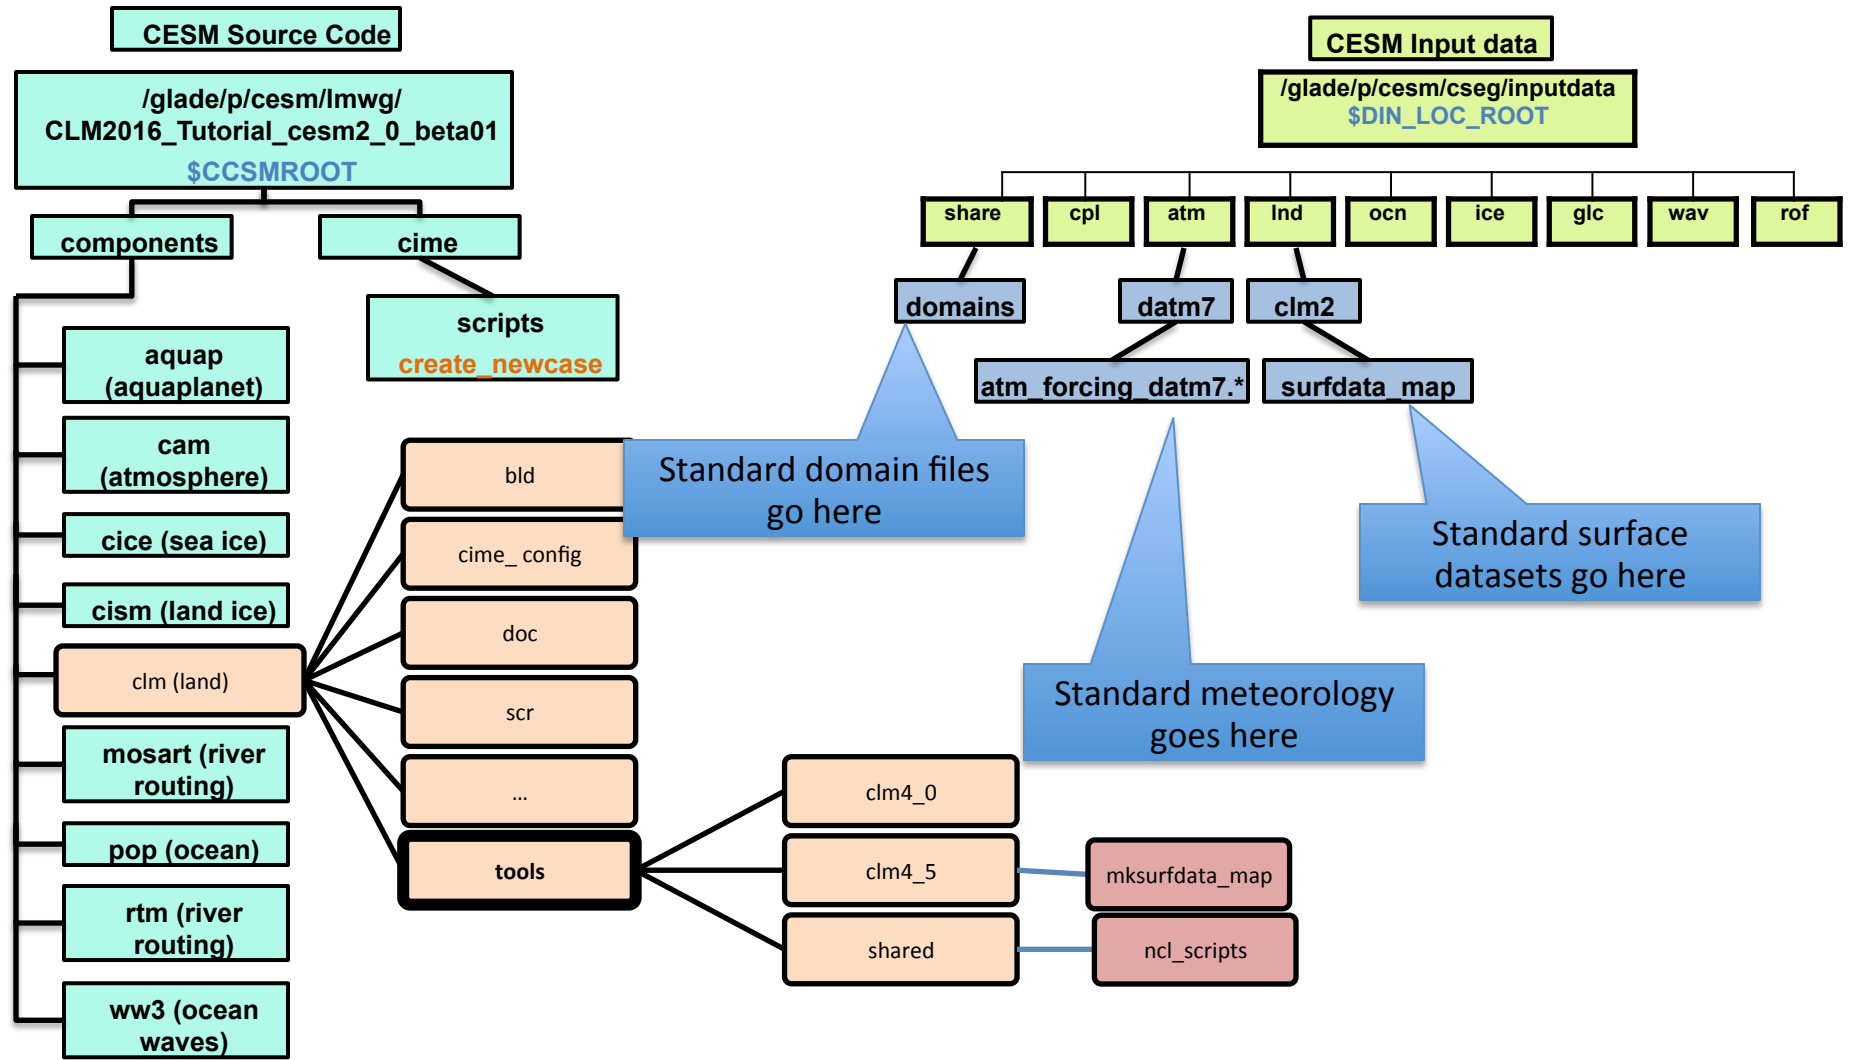 CESM Source Code
/glade/p/cesm/lmwg/
CLM2016_Tutorial_cesm2_0_beta01
$CCSMROOT
components
cime
scripts
create_newcase
aquap
(aquaplanet)
cam
(atmosphere)
cice (sea ice)
cism (land ice)
clm (land)
mosart (river
routing)
pop (ocean)
rtm (river
routing)
ww3 (ocean
waves)
bld
cime_ config
doc
scr
...
tools
clm4_0
clm4_5
shared
mksurfdata_map
ncl_scripts
CESM Input data
/glade/p/cesm/cseg/inputdata
$DIN_LOC_ROOT
share
cpl
atm
lnd
ocn
ice
glc
wav
rof
domains
datm7
clm2
atm_forcing_datm7.*
surfdata_map
Standard domain files
go here
Standard meteorology
goes here
Standard surface
datasets go here